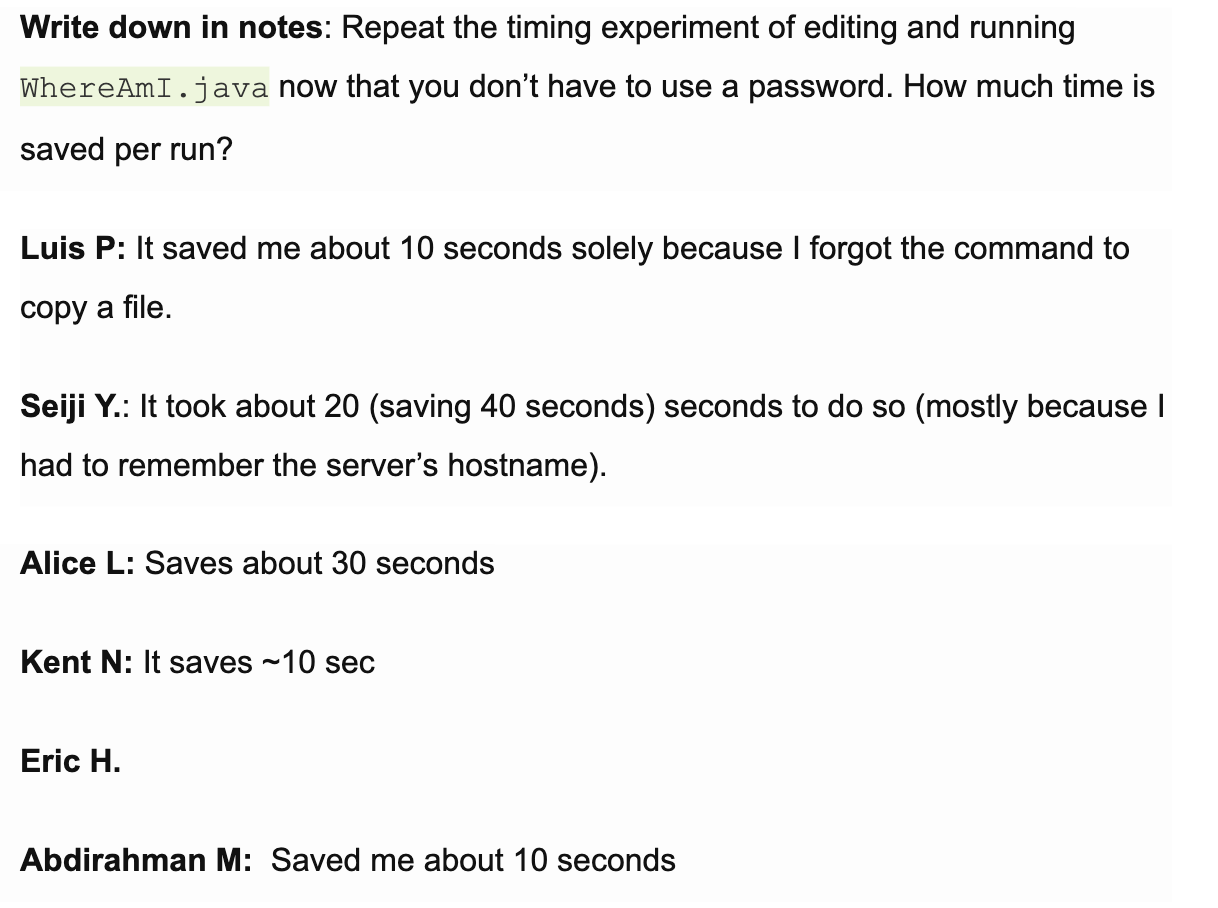 Write down in notes: Repeat the timing experiment of editing and running
WhereAmI.java now that you don’t have to use a password. How much time is
saved per run?
Luis P: It saved me about 10 seconds solely because I forgot the command to
copy a file.
Seiji Y.: It took about 20 (saving 40 seconds) seconds to do so (mostly because I
had to remember the server’s hostname).
Alice L: Saves about 30 seconds
Kent N: It saves ~10 sec
Eric H.
Abdirahman M:  Saved me about 10 seconds